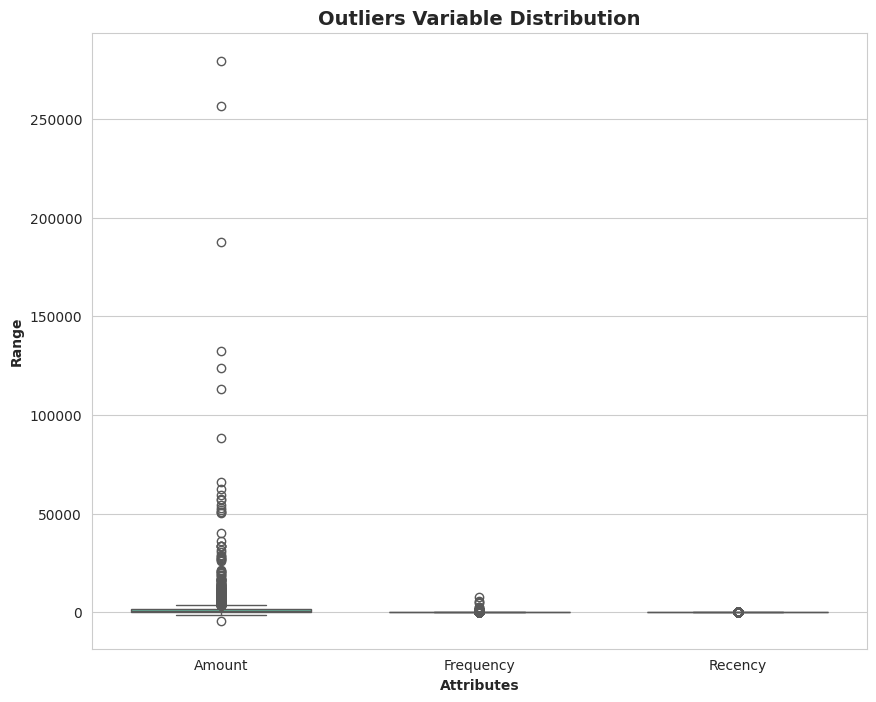 Outliers Variable Distribution
Range
250000
200000
150000
100000
50000
0
Amount Frequency Recency
Attributes